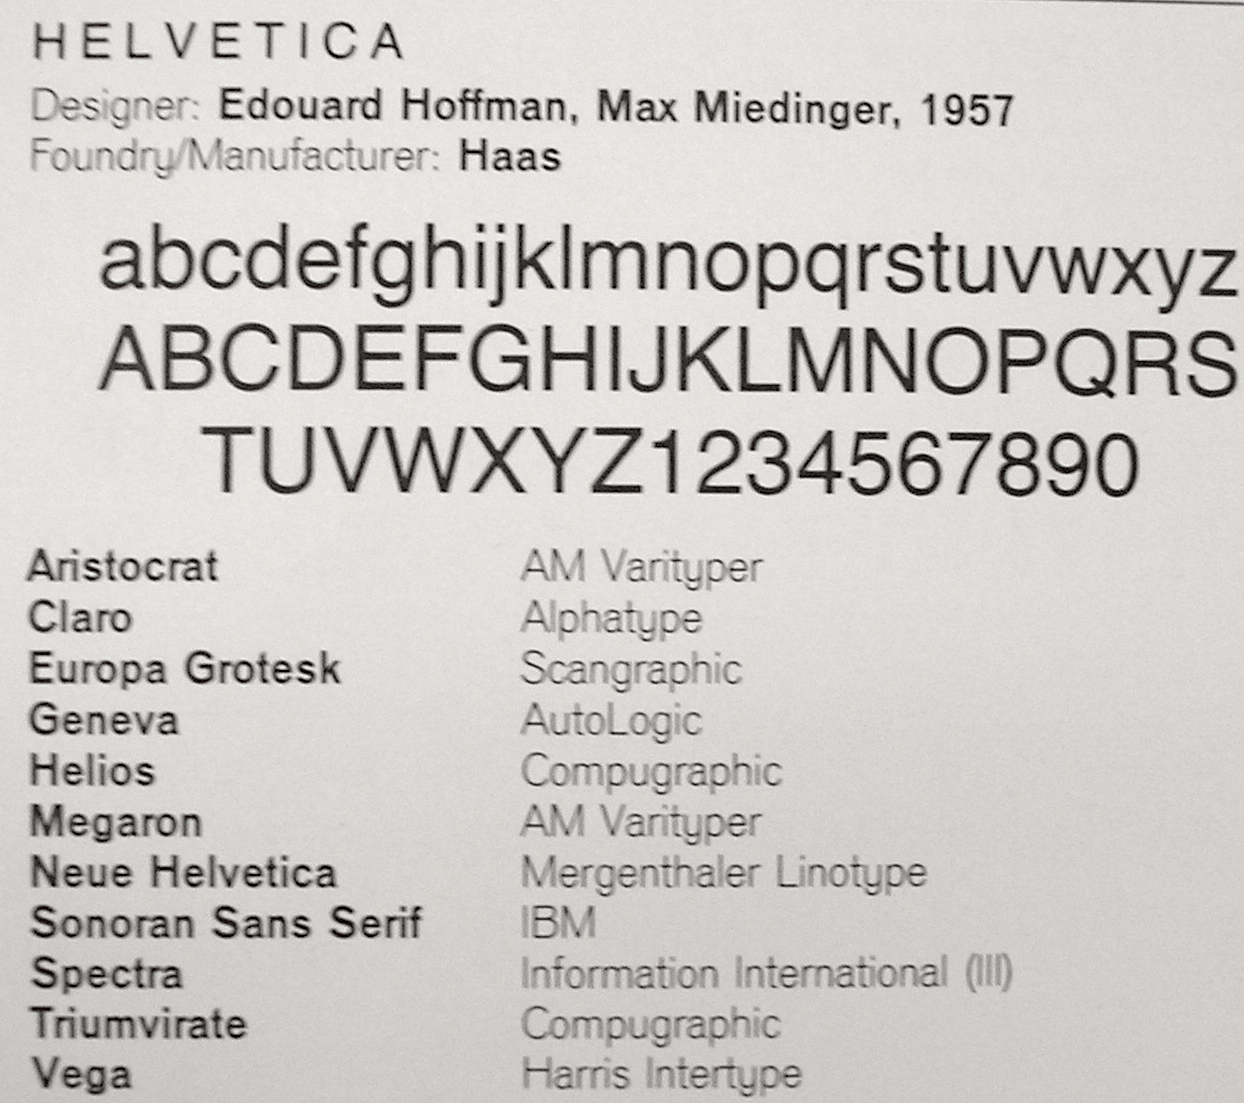 HELVETICA
Designer: Edouard Hoffman, Max Miedinger, 1957
Foundry/Manufacturer: Haas
abcdefghijklmnopqrstuvwxyz
ABCDEFGHIJKLMNOPQRS
TUVWXYZ1234567890
Aristocrat AM Varityper
Claro Alphatype
Europa Grotesk Scangraphic
Geneva AutoLogic
Helios Compugraphic
Megaron AM Varityper
Neue Helvetica Mergenthaler Linotype
Sonoran Sans Serif IBM
Spectra Information International (III)
Triumvirate Compugraphic
Vega Harris Intertype